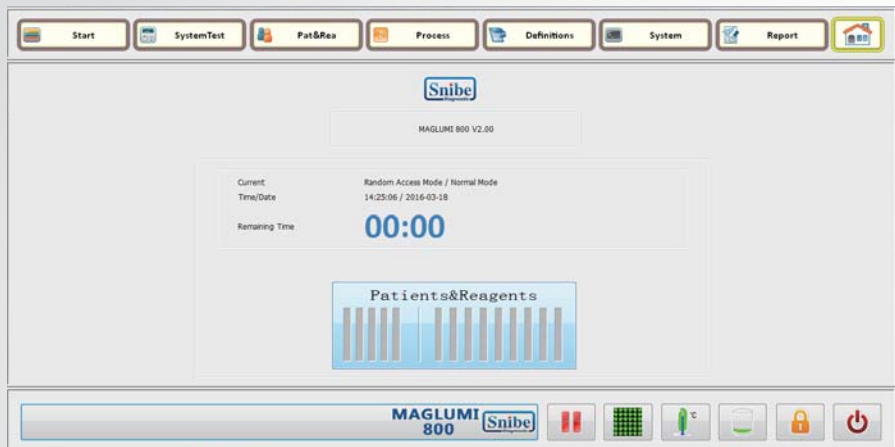 Start SystemTest Pat&Rea Process Definitions System Report
Snibe
Diagnostic
MAGLUMI 800 V2.00
Current Random Access Mode / Normal Mode
Time/Date 14:25:06 / 2016-03-18
Remaining Time 00:00
Patients&Reagents
MAGLUMI
800 Snibe
°C